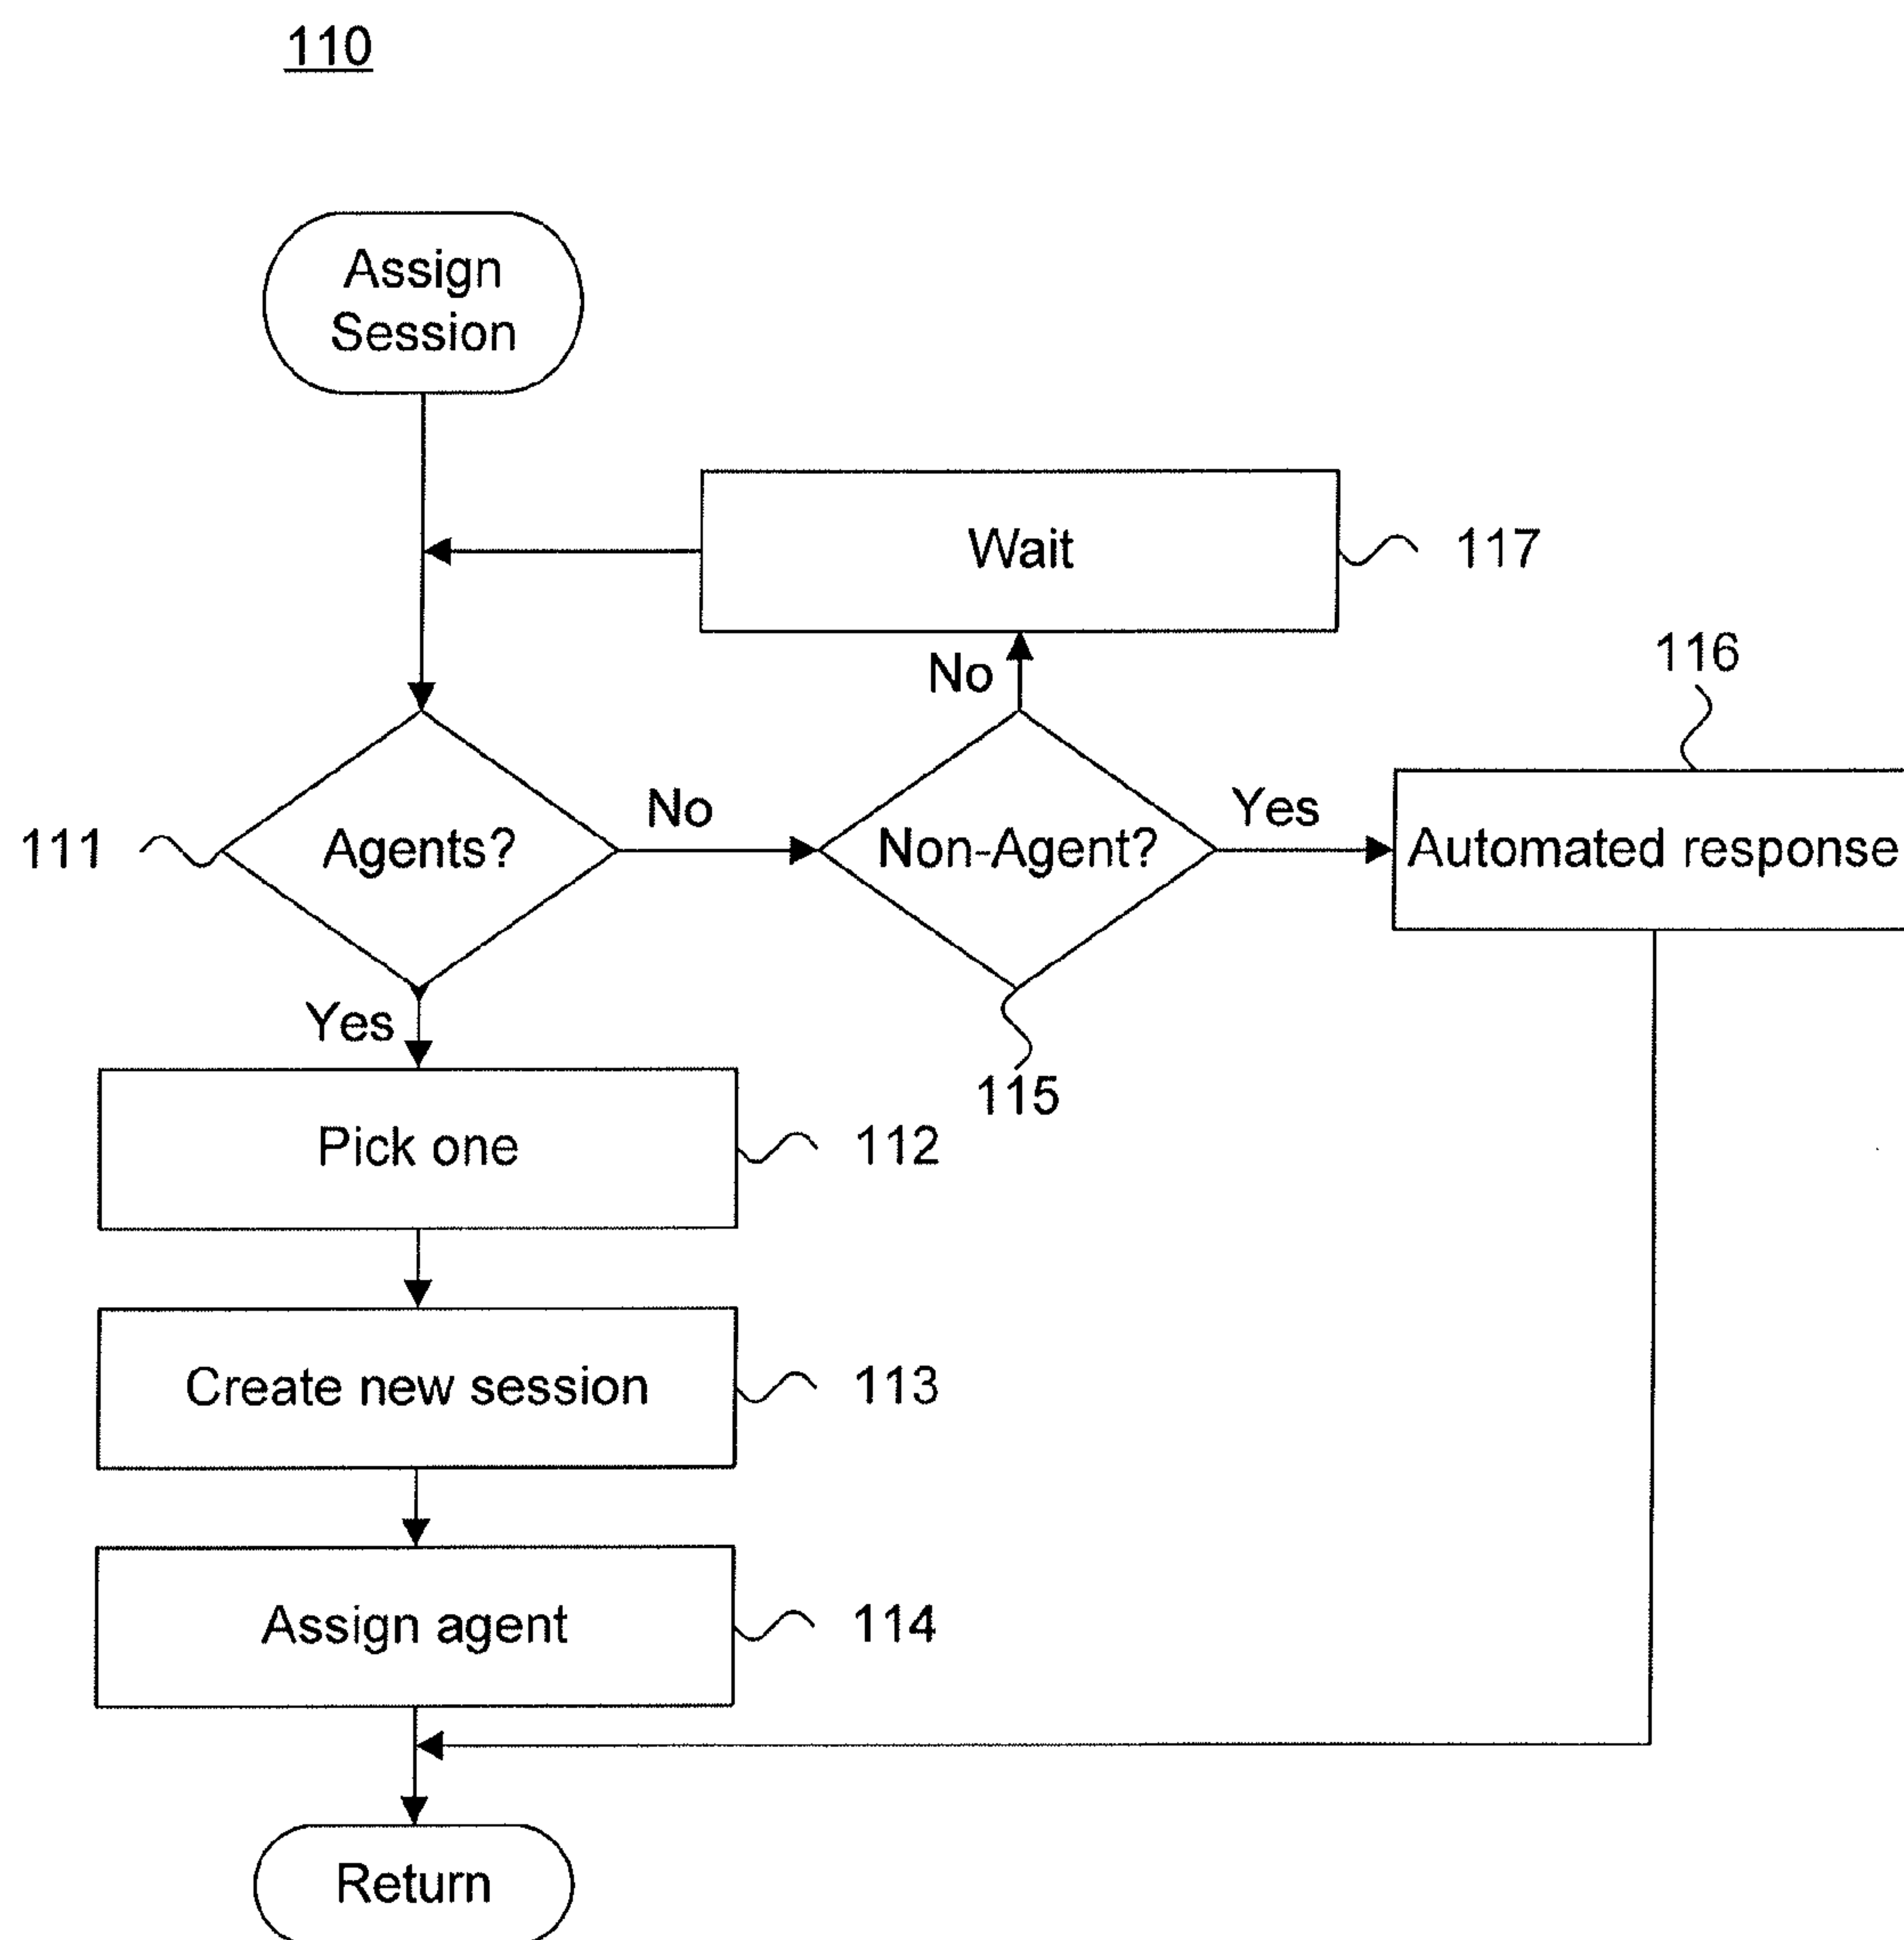 110
Assign
Session
Wait
117
No
116
111
Agents?
No
Non-Agent?
Yes
Automated response
Yes
115
Pick one
112
Create new session
113
Assign agent
114
Return